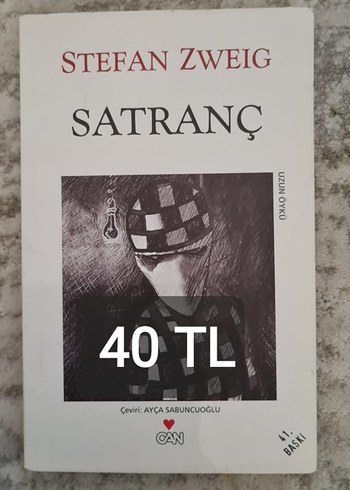 STEFAN ZWEIG
SATRANÇ
UZUN ÖYKÜ
40 TL
Çeviri: AYÇA SABUNCUOĞLU
CAN
41. BASKI